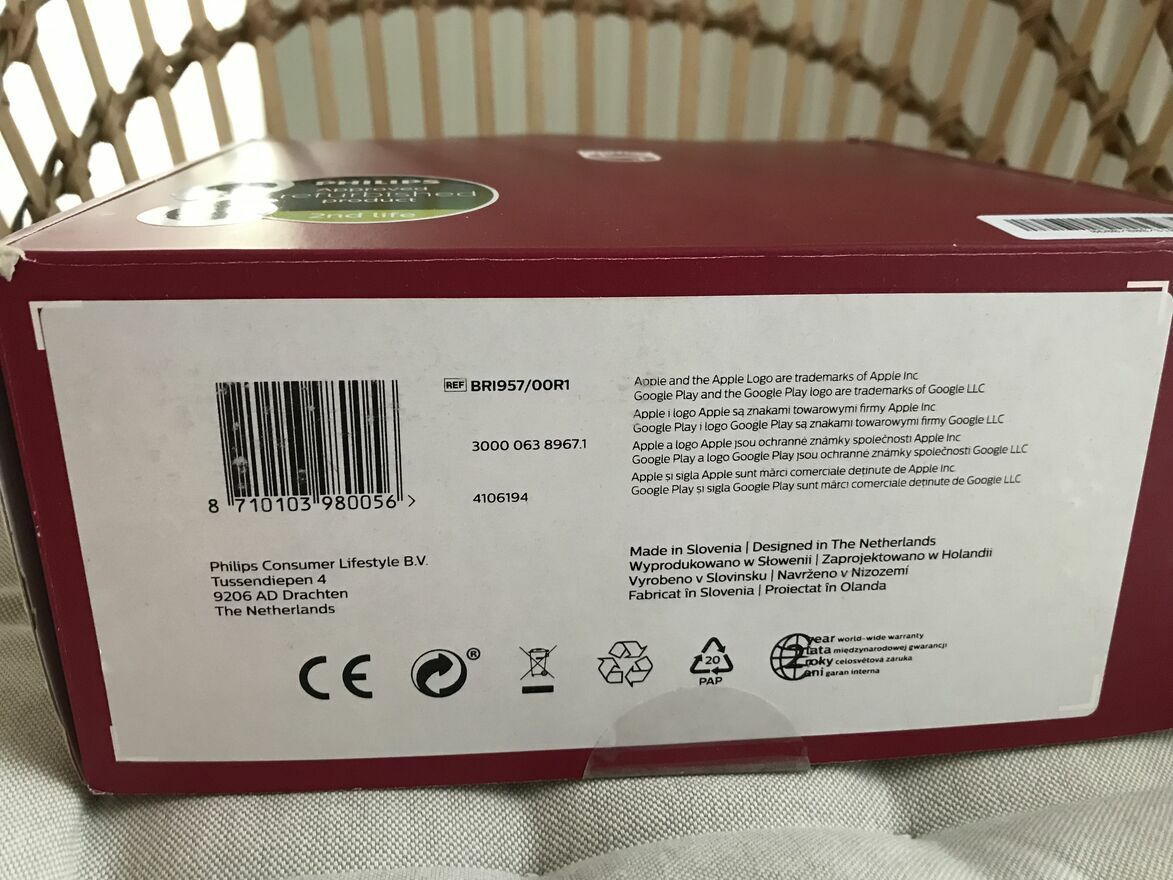 PHILIPS
Approved
refurbished
product
2nd life
REF BRI957/00R1
3000 063 8967.1
4106194
8 710103 980056 >
Apple and the Apple Logo are trademarks of Apple Inc
Google Play and the Google Play logo are trademarks of Google LLC
Apple i logo Apple są znakami towarowymi firmy Apple Inc
Google Play i logo Google Play są znakami towarowymi firmy Google LLC
Apple a logo Apple jsou ochranné známky společnosti Apple Inc
Google Play a logo Google Play jsou ochranné známky společnosti Google LLC
Apple și sigla Apple sunt mărci comerciale deținute de Apple Inc
Google Play și sigla Google Play sunt mărci comerciale deținute de Google LLC
Philips Consumer Lifestyle B.V.
Tussendiepen 4
9206 AD Drachten
The Netherlands
Made in Slovenia | Designed in The Netherlands
Wyprodukowano w Słowenii | Zaprojektowano w Holandii
Vyrobeno v Slovinsku | Navrženo v Nizozemí
Fabricat în Slovenia | Proiectat în Olanda
CE
®
20
PAP
2
year world-wide warranty
lata międzynarodowej gwarancji
roky celosvětová záruka
ani garan interna